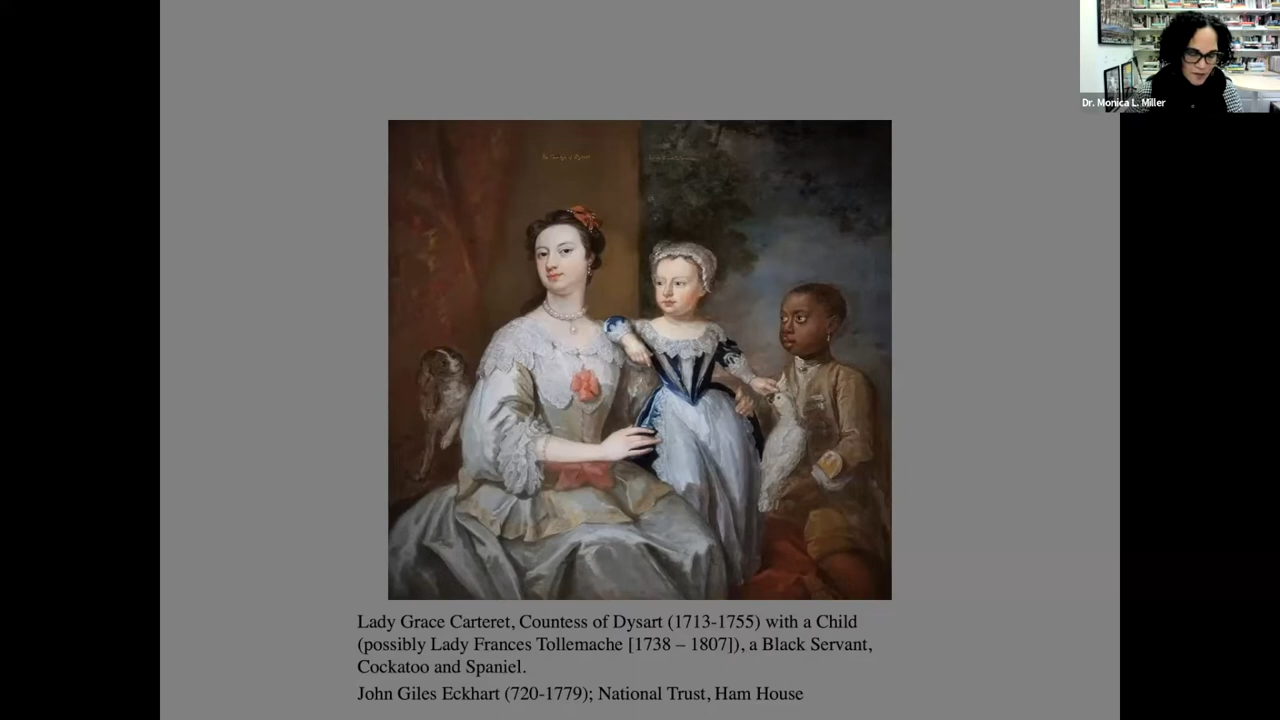 Dr. Monica L. Miller
Lady Grace Carteret, Countess of Dysart (1713-1755) with a Child
(possibly Lady Frances Tollemache [1738 – 1807]), a Black Servant,
Cockatoo and Spaniel.
John Giles Eckhart (720-1779); National Trust, Ham House